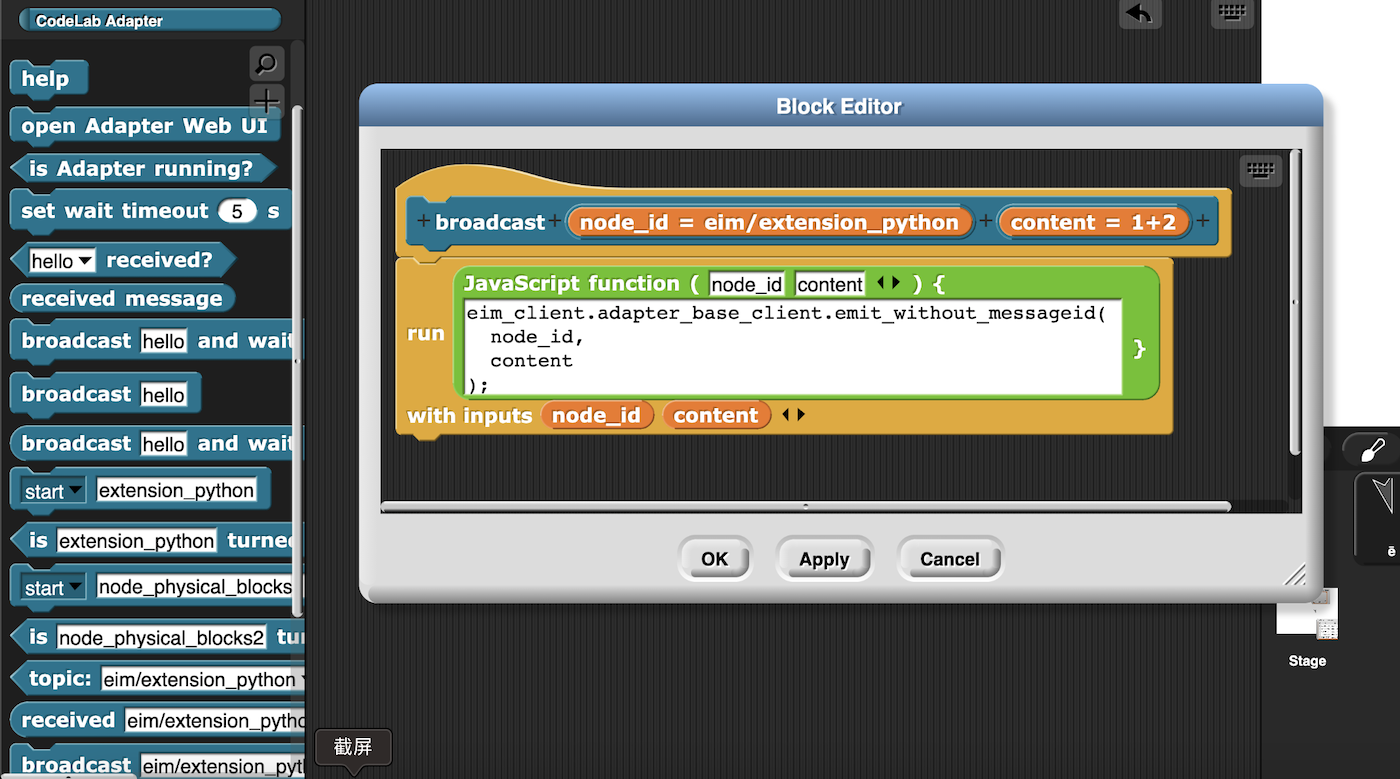 CodeLab Adapter
help
open Adapter Web UI
is Adapter running?
set wait timeout 5 s
hello received?
received message
broadcast hello and wait
broadcast hello
broadcast hello and wait
start extension_python
is extension_python turned
start node_physical_blocks
is node_physical_blocks2 tu
topic: eim/extension_python
received eim/extension_pytho
broadcast eim/extension_pyt
Block Editor
+ broadcast + node_id = eim/extension_python + content = 1+2 +
JavaScript function ( node_id content ) {
eim_client.adapter_base_client.emit_without_messageid(
node_id,
content
);
run
}
with inputs node_id content
OK Apply Cancel
Stage
截屏